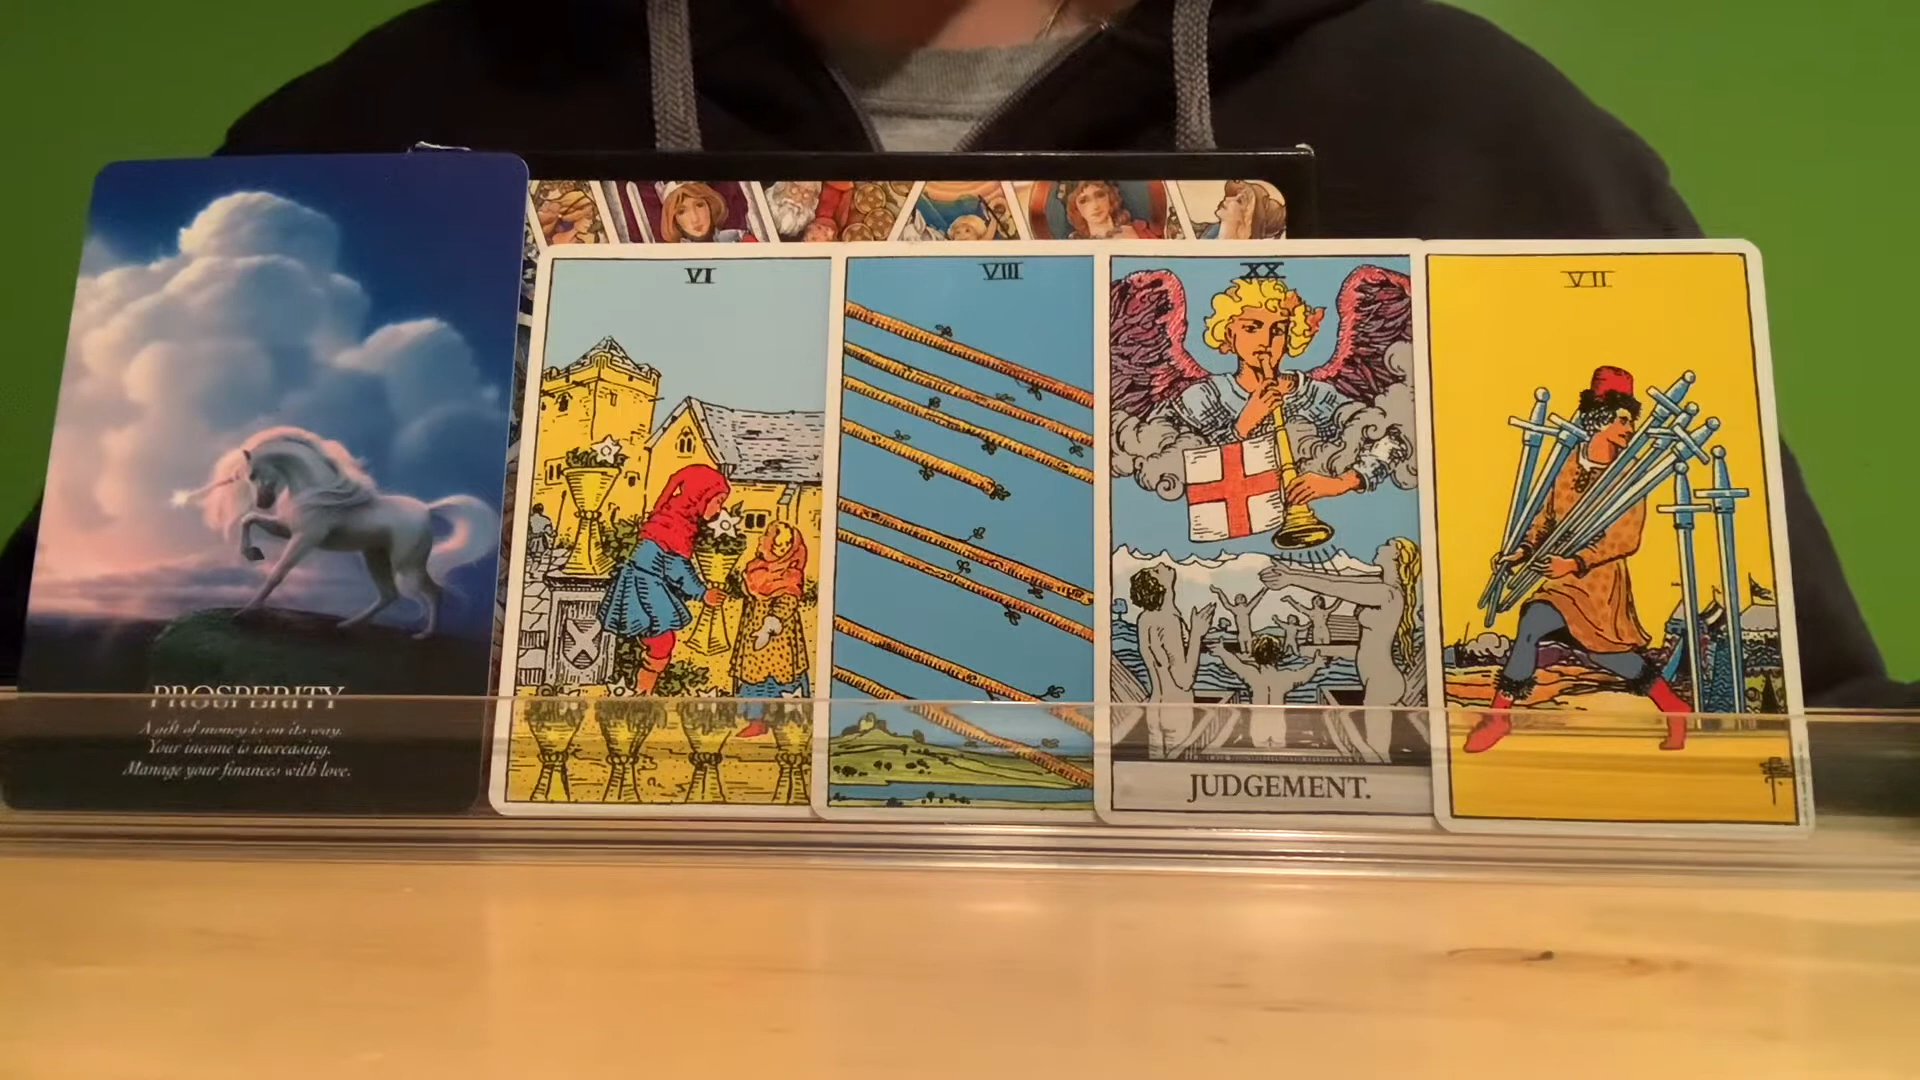 PROSPERITY
A gift of money is on its way.
Your income is increasing.
Manage your finances with love.
VI
VIII
XX
JUDGEMENT.
VII